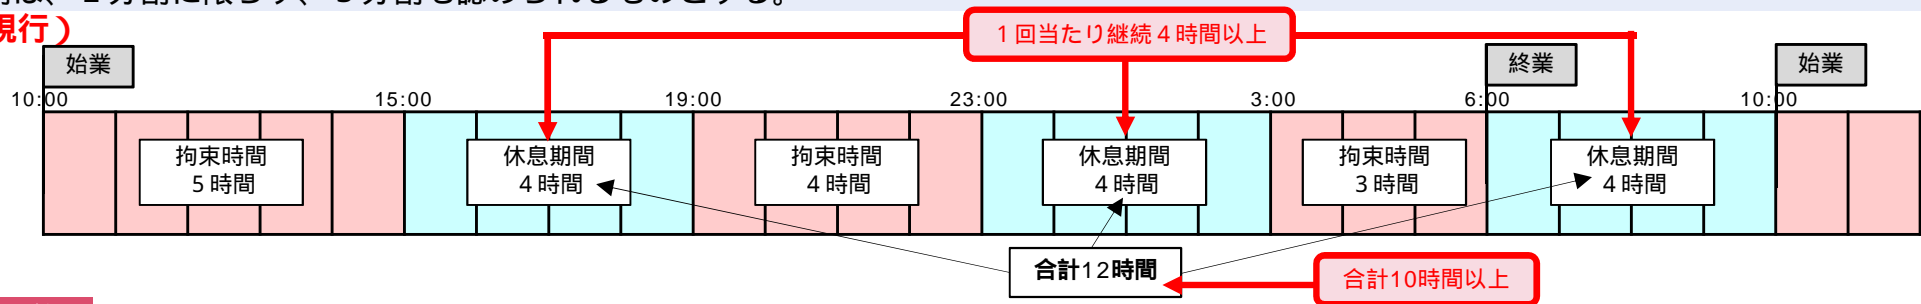 現行）
１回当たり継続４時間以上
始業
終業
始業
10:00
15:00
19:00
23:00
3:00
6:00
10:00
拘束時間
５時間
休息期間
４時間
拘束時間
４時間
休息期間
４時間
拘束時間
３時間
休息期間
４時間
合計12時間
合計10時間以上